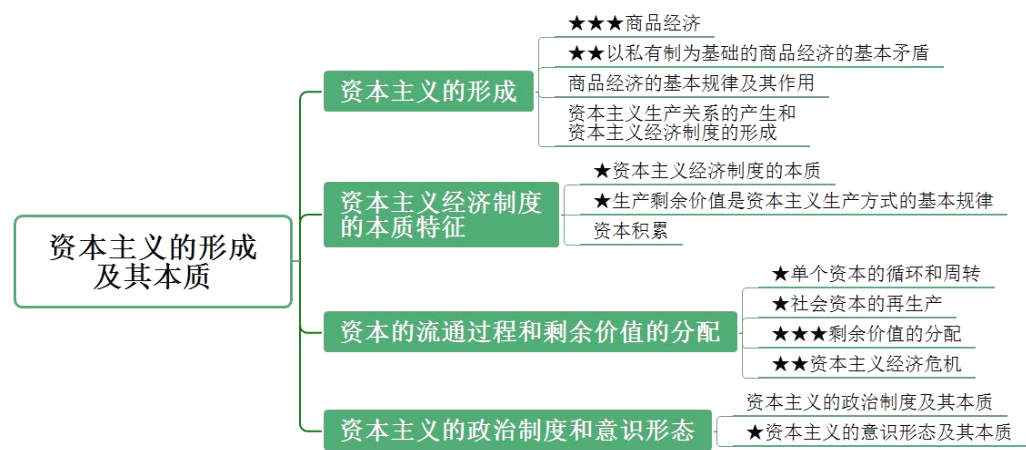 资本主义的形成
及其本质
资本主义的形成
★★★商品经济
★★以私有制为基础的商品经济的基本矛盾
商品经济的基本规律及其作用
资本主义生产关系的产生和
资本主义经济制度的形成
资本主义经济制度
的本质特征
★资本主义经济制度的本质
★生产剩余价值是资本主义生产方式的基本规律
资本积累
资本的流通过程和剩余价值的分配
★单个资本的循环和周转
★社会资本的再生产
★★★剩余价值的分配
★★资本主义经济危机
资本主义的政治制度和意识形态
资本主义的政治制度及其本质
★资本主义的意识形态及其本质